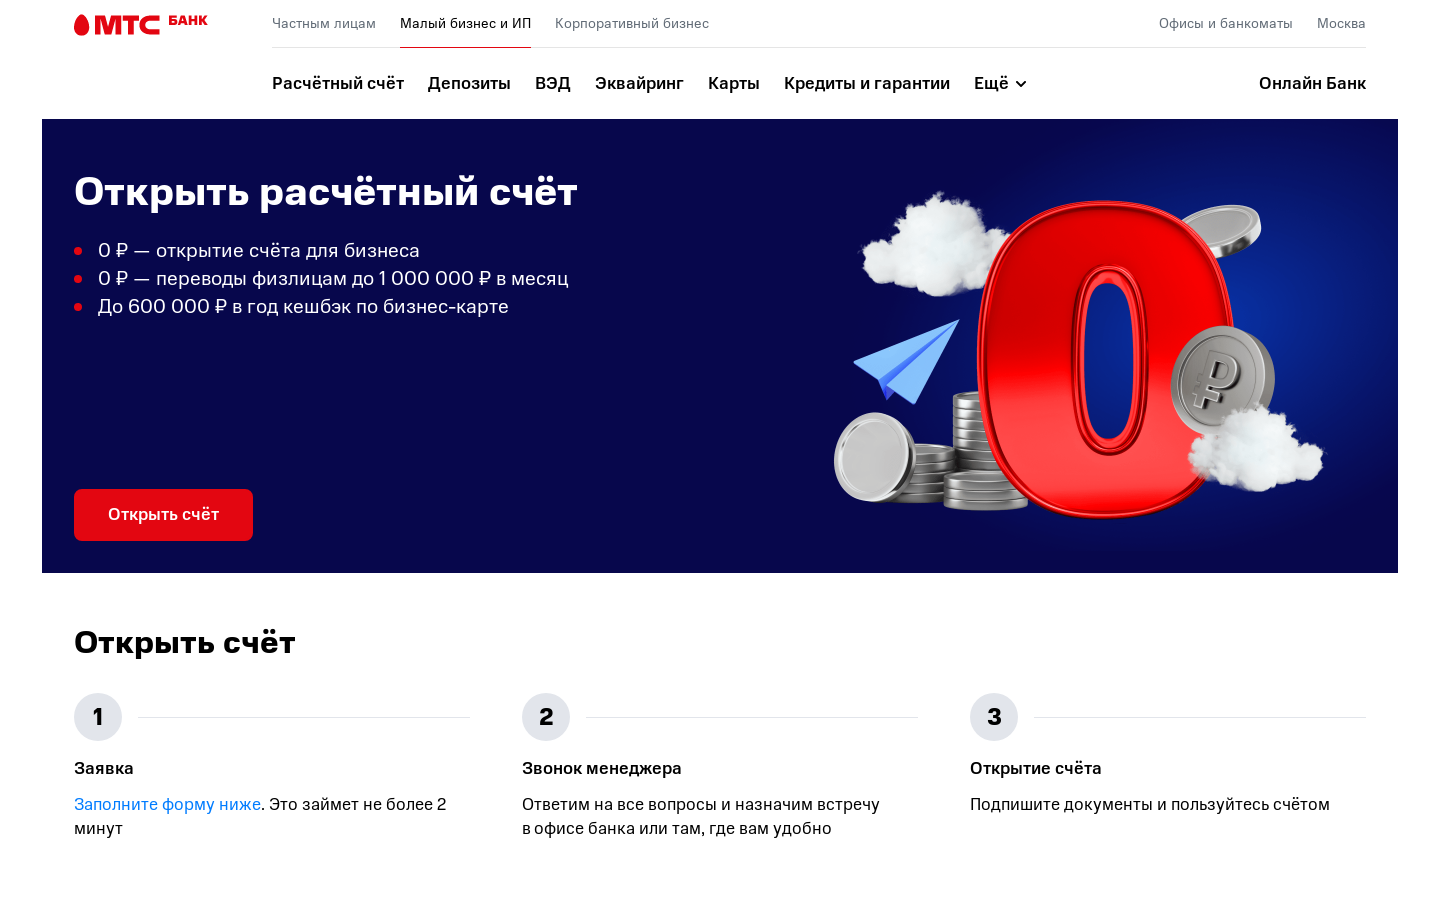 МТС БАНК
Частным лицам
Малый бизнес и ИП
Корпоративный бизнес
Офисы и банкоматы
Москва
Расчётный счёт
Депозиты
ВЭД
Эквайринг
Карты
Кредиты и гарантии
Ещё
Онлайн Банк
Открыть расчётный счёт
0 ₽ — открытие счёта для бизнеса
0 ₽ — переводы физлицам до 1 000 000 ₽ в месяц
До 600 000 ₽ в год кешбэк по бизнес-карте
0
₽
Открыть счёт
Открыть счёт
1
Заявка
Заполните форму ниже. Это займет не более 2
минут
2
Звонок менеджера
Ответим на все вопросы и назначим встречу
в офисе банка или там, где вам удобно
3
Открытие счёта
Подпишите документы и пользуйтесь счётом